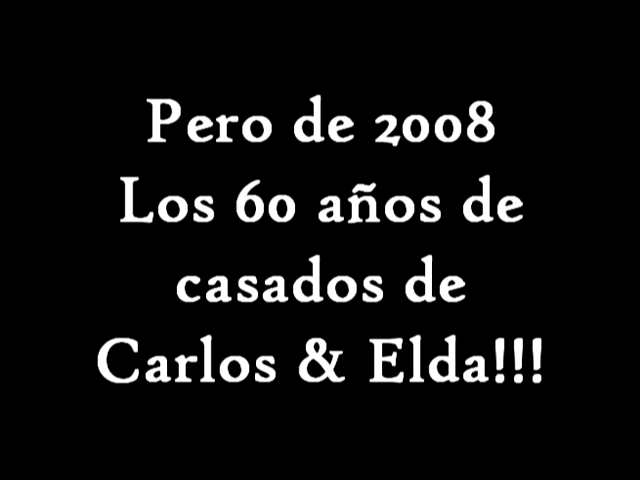 Pero de 2008
Los 60 años de
casados de
Carlos & Elda!!!